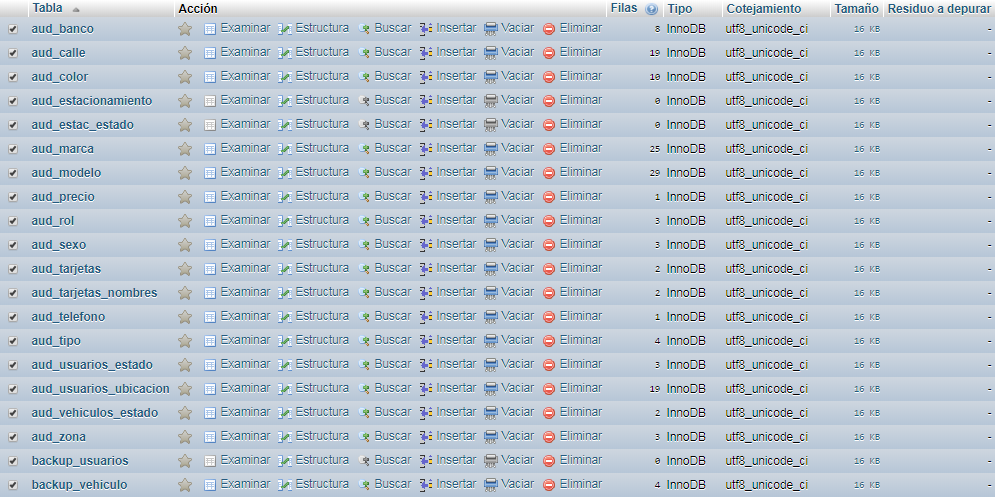 Tabla Acción Filas Tipo Cotejamiento Tamaño Residuo a depurar
aud_banco Examinar Estructura Buscar Insertar Vaciar Eliminar 8 InnoDB utf8_unicode_ci 16 KB -
aud_calle Examinar Estructura Buscar Insertar Vaciar Eliminar 19 InnoDB utf8_unicode_ci 16 KB -
aud_color Examinar Estructura Buscar Insertar Vaciar Eliminar 10 InnoDB utf8_unicode_ci 16 KB -
aud_estacionamiento Examinar Estructura Buscar Insertar Vaciar Eliminar 0 InnoDB utf8_unicode_ci 16 KB -
aud_estac_estado Examinar Estructura Buscar Insertar Vaciar Eliminar 0 InnoDB utf8_unicode_ci 16 KB -
aud_marca Examinar Estructura Buscar Insertar Vaciar Eliminar 25 InnoDB utf8_unicode_ci 16 KB -
aud_modelo Examinar Estructura Buscar Insertar Vaciar Eliminar 29 InnoDB utf8_unicode_ci 16 KB -
aud_precio Examinar Estructura Buscar Insertar Vaciar Eliminar 1 InnoDB utf8_unicode_ci 16 KB -
aud_rol Examinar Estructura Buscar Insertar Vaciar Eliminar 3 InnoDB utf8_unicode_ci 16 KB -
aud_sexo Examinar Estructura Buscar Insertar Vaciar Eliminar 3 InnoDB utf8_unicode_ci 16 KB -
aud_tarjetas Examinar Estructura Buscar Insertar Vaciar Eliminar 2 InnoDB utf8_unicode_ci 16 KB -
aud_tarjetas_nombres Examinar Estructura Buscar Insertar Vaciar Eliminar 2 InnoDB utf8_unicode_ci 16 KB -
aud_telefono Examinar Estructura Buscar Insertar Vaciar Eliminar 1 InnoDB utf8_unicode_ci 16 KB -
aud_tipo Examinar Estructura Buscar Insertar Vaciar Eliminar 4 InnoDB utf8_unicode_ci 16 KB -
aud_usuarios_estado Examinar Estructura Buscar Insertar Vaciar Eliminar 3 InnoDB utf8_unicode_ci 16 KB -
aud_usuarios_ubicacion Examinar Estructura Buscar Insertar Vaciar Eliminar 19 InnoDB utf8_unicode_ci 16 KB -
aud_vehiculos_estado Examinar Estructura Buscar Insertar Vaciar Eliminar 2 InnoDB utf8_unicode_ci 16 KB -
aud_zona Examinar Estructura Buscar Insertar Vaciar Eliminar 3 InnoDB utf8_unicode_ci 16 KB -
backup_usuarios Examinar Estructura Buscar Insertar Vaciar Eliminar 0 InnoDB utf8_unicode_ci 16 KB -
backup_vehiculo Examinar Estructura Buscar Insertar Vaciar Eliminar 4 InnoDB utf8_unicode_ci 16 KB -